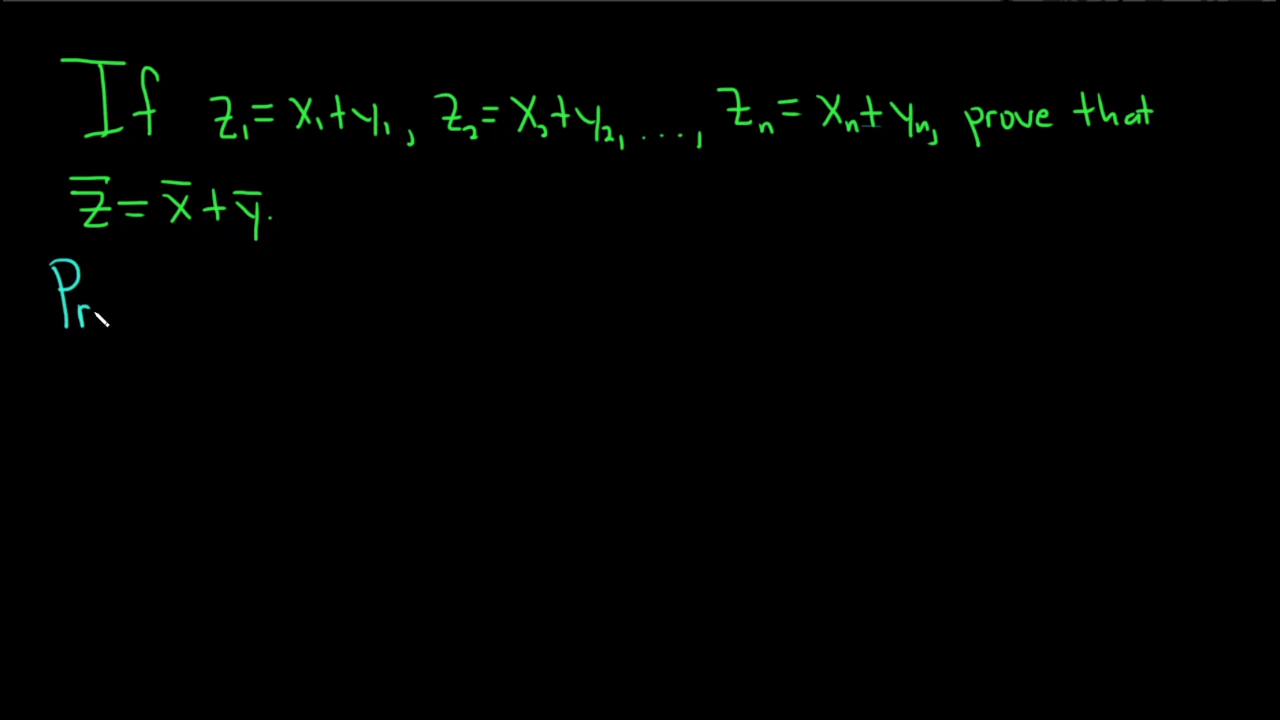 If z₁ = x₁ + y₁, z₂ = x₂ + y₂, ..., zₙ = xₙ + yₙ, prove that
z̅ = x̅ + y̅.
Pr